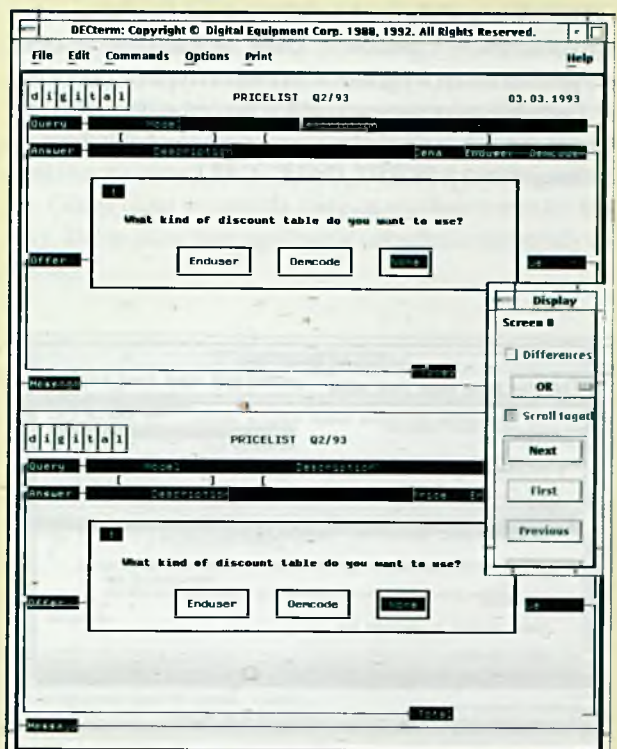 DECterm: Copyright © Digital Equipment Corp. 1988, 1992. All Rights Reserved.
File Edit Commands Options Print Help
digital PRICELIST Q2/93 03.03.1993
Query Model
[ ] [ ]
Answer Description Cena Enduser Oemcode
!
What kind of discount table do you want to use?
Enduser Oemcode None
Offer
Message
digital PRICELIST Q2/93
Query Model Description
[ ] [
Answer Description Price
!
What kind of discount table do you want to use?
Enduser Oemcode None
Offer
Total
Message
Display
Screen #
Differences
OR
Scroll togeth
Next
First
Previous